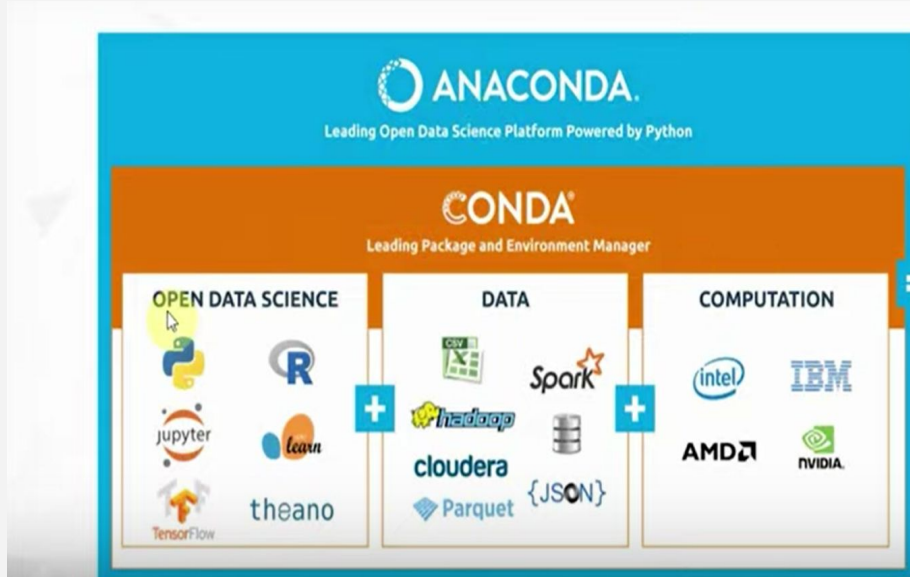 ANACONDA.
Leading Open Data Science Platform Powered by Python
CONDA®
Leading Package and Environment Manager
OPEN DATA SCIENCE
R
jupyter
learn
TensorFlow
theano
DATA
CSV
Spark
hadoop
cloudera
{JSON}
Parquet
COMPUTATION
intel
IBM
AMD
NVIDIA.